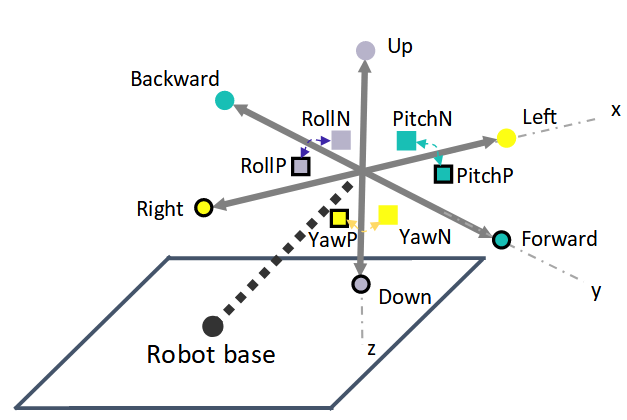 Up
Backward
x
RollN
PitchN
Left
RollP
PitchP
Right
YawP
YawN
Forward
Down
y
z
Robot base